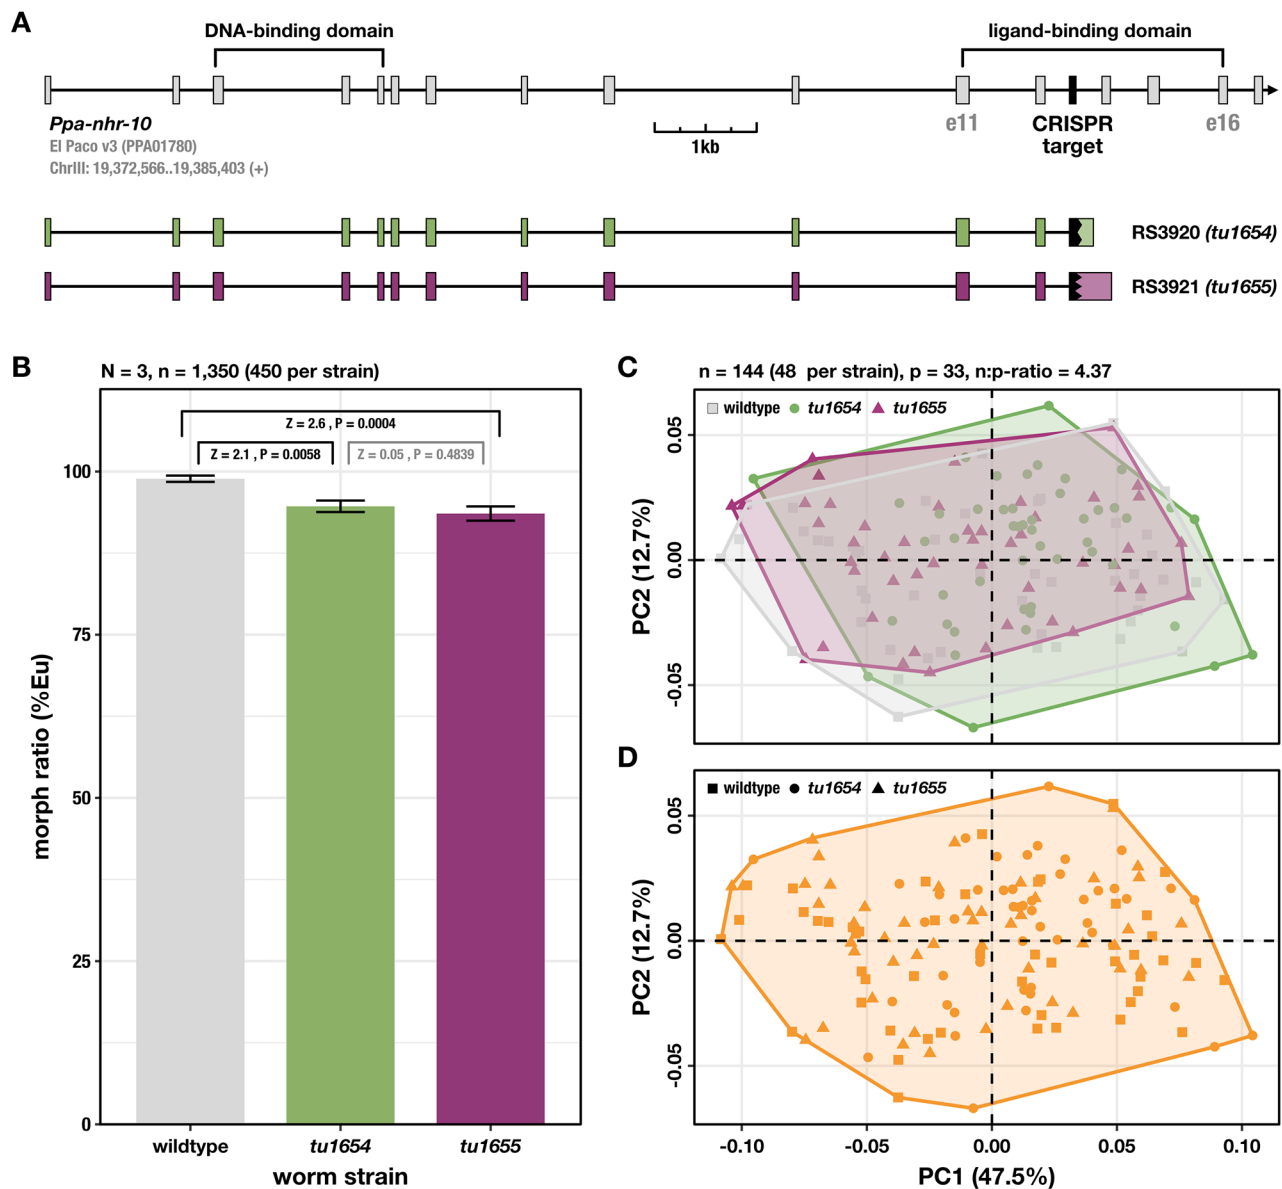 A
DNA-binding domain
ligand-binding domain
Ppa-nhr-10
El Paco v3 (PPA01780)
ChrIII: 19,372,566..19,385,403 (+)
1kb
e11
CRISPR
target
e16
RS3920 (tu1654)
RS3921 (tu1655)
B
N = 3, n = 1,350 (450 per strain)
Z = 2.6 , P = 0.0004
Z = 2.1 , P = 0.0058
Z = 0.05 , P = 0.4839
morph ratio (%Eu)
100
75
50
25
0
wildtype
tu1654
tu1655
worm strain
C
n = 144 (48 per strain), p = 33, n:p-ratio = 4.37
wildtype
tu1654
tu1655
PC2 (12.7%)
0.05
0.00
-0.05
D
wildtype
tu1654
tu1655
PC2 (12.7%)
0.05
0.00
-0.05
-0.10
-0.05
0.00
0.05
0.10
PC1 (47.5%)